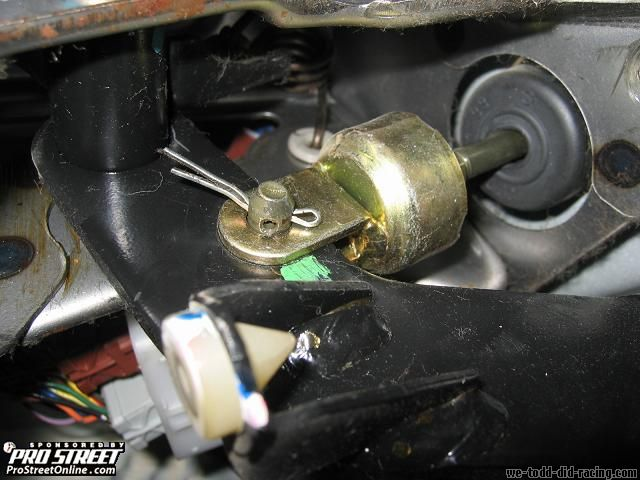 SPONSORED BY
PRO STREET
ProStreetOnline.com
we-todd-did-racing.com